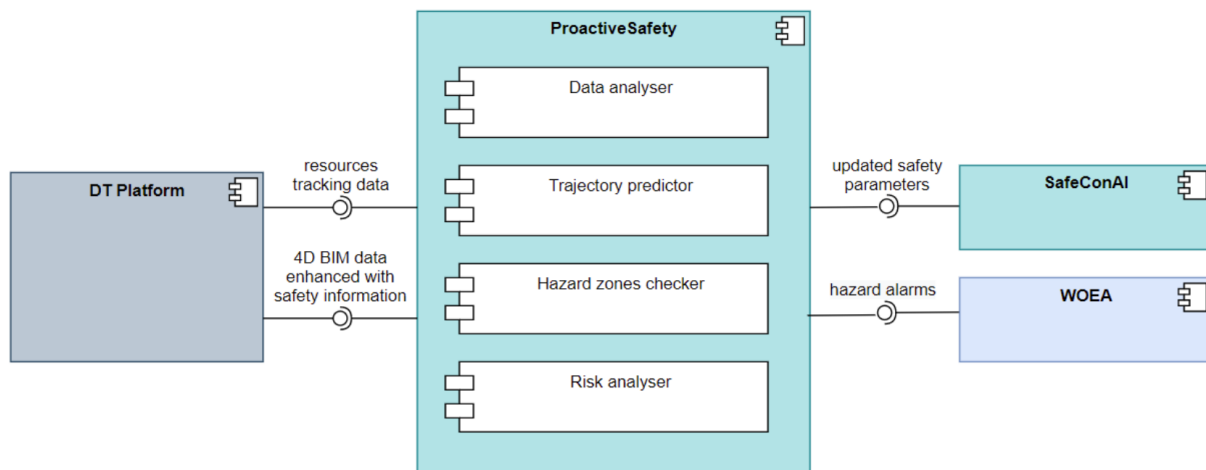 ProactiveSafety
Data analyser
Trajectory predictor
Hazard zones checker
Risk analyser
DT Platform
resources
tracking data
4D BIM data
enhanced with
safety information
updated safety
parameters
hazard alarms
SafeConAI
WOEA